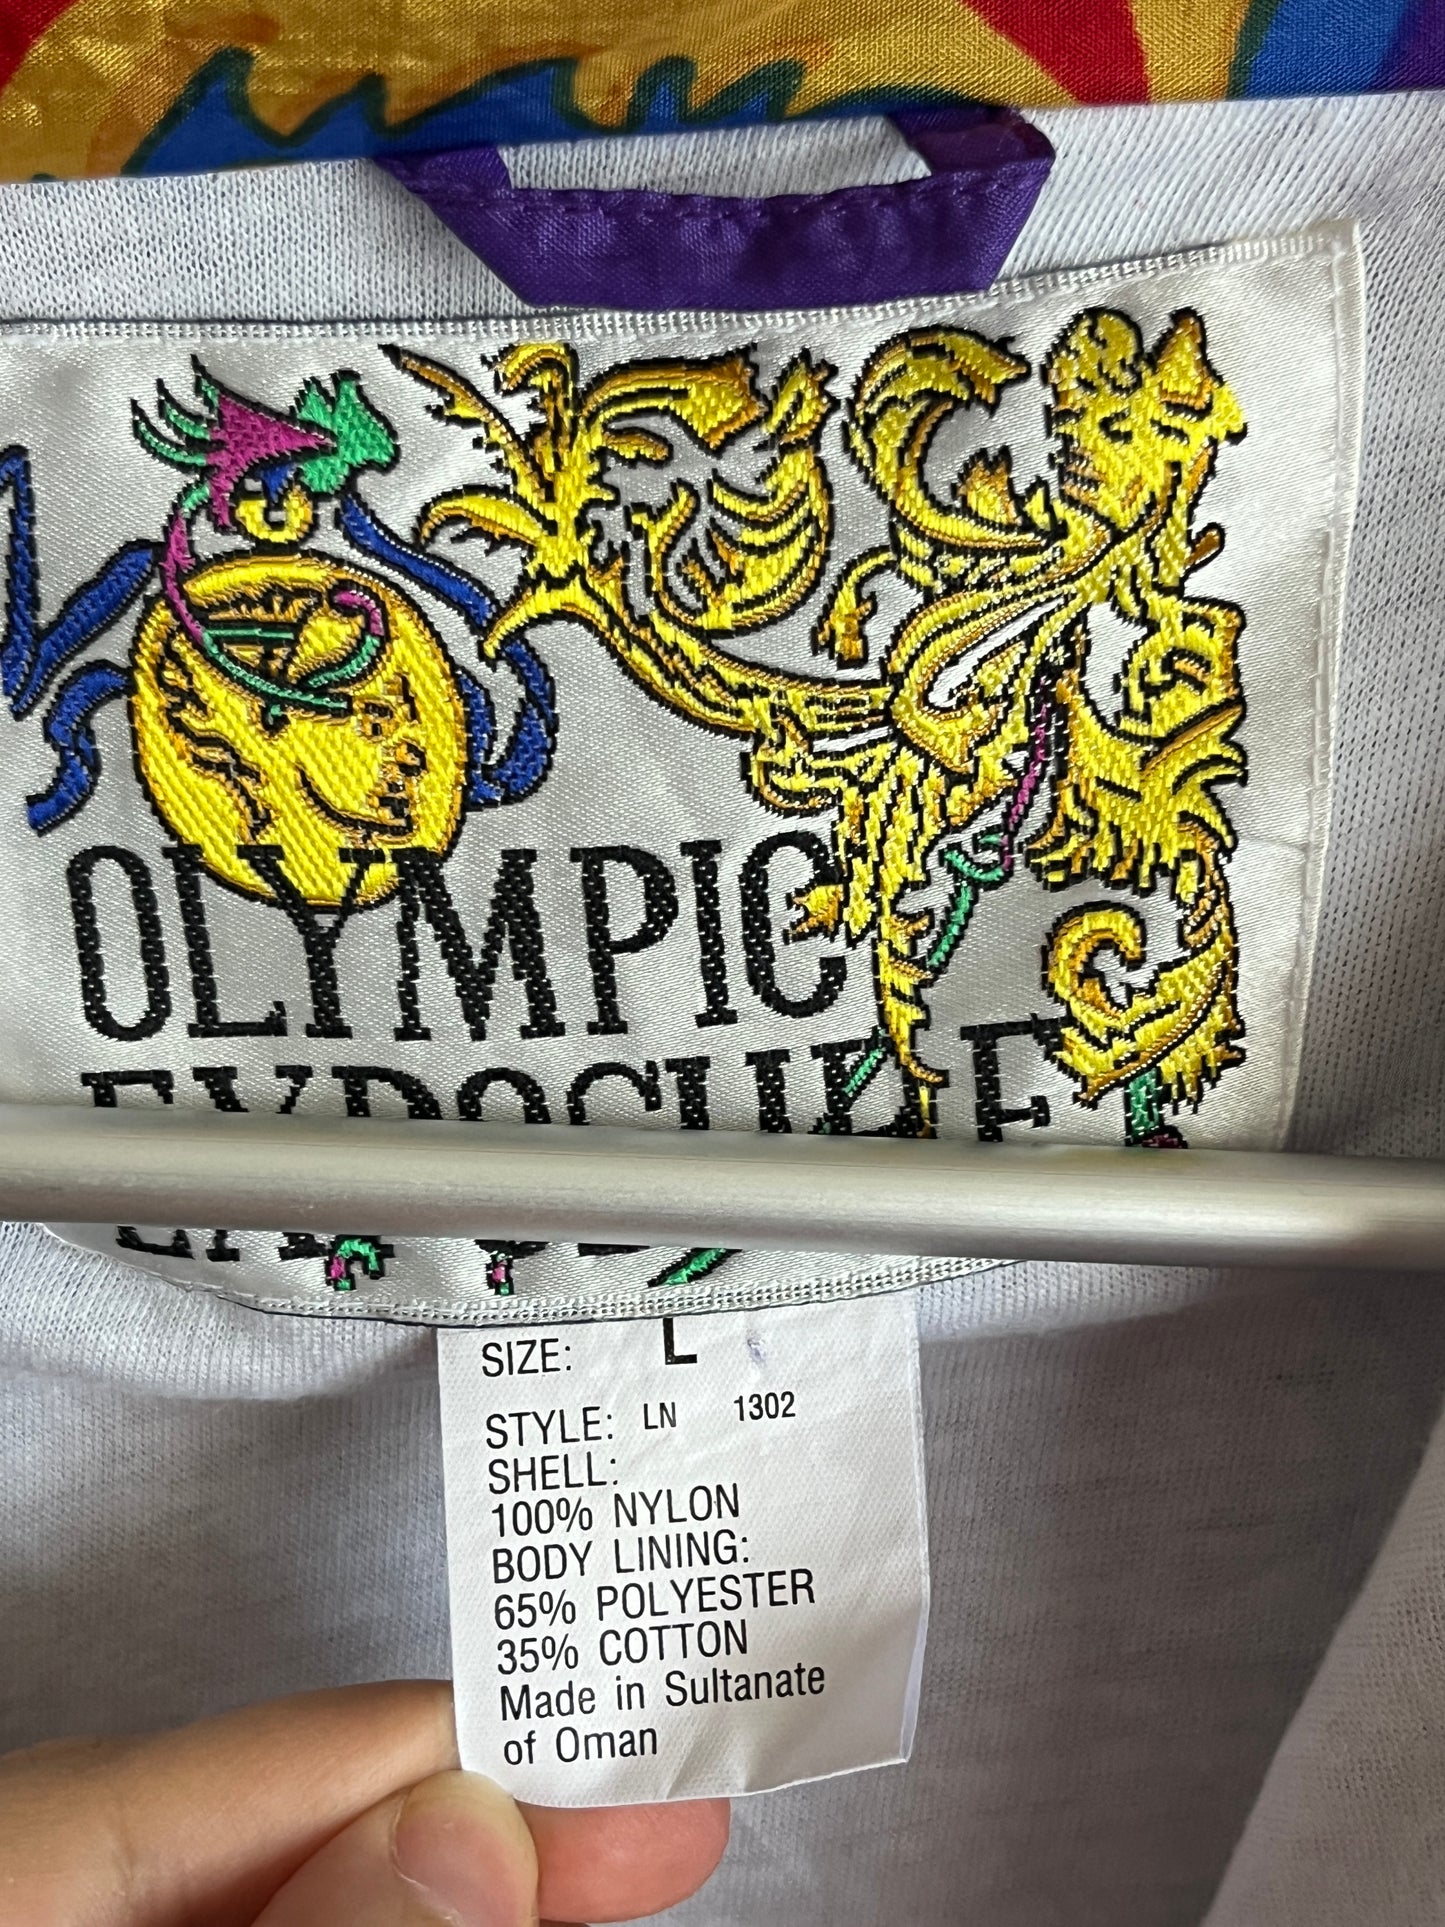 OLYMPIC
EXPOSURE
SIZE: L
STYLE: LN 1302
SHELL:
100% NYLON
BODY LINING:
65% POLYESTER
35% COTTON
Made in Sultanate
of Oman